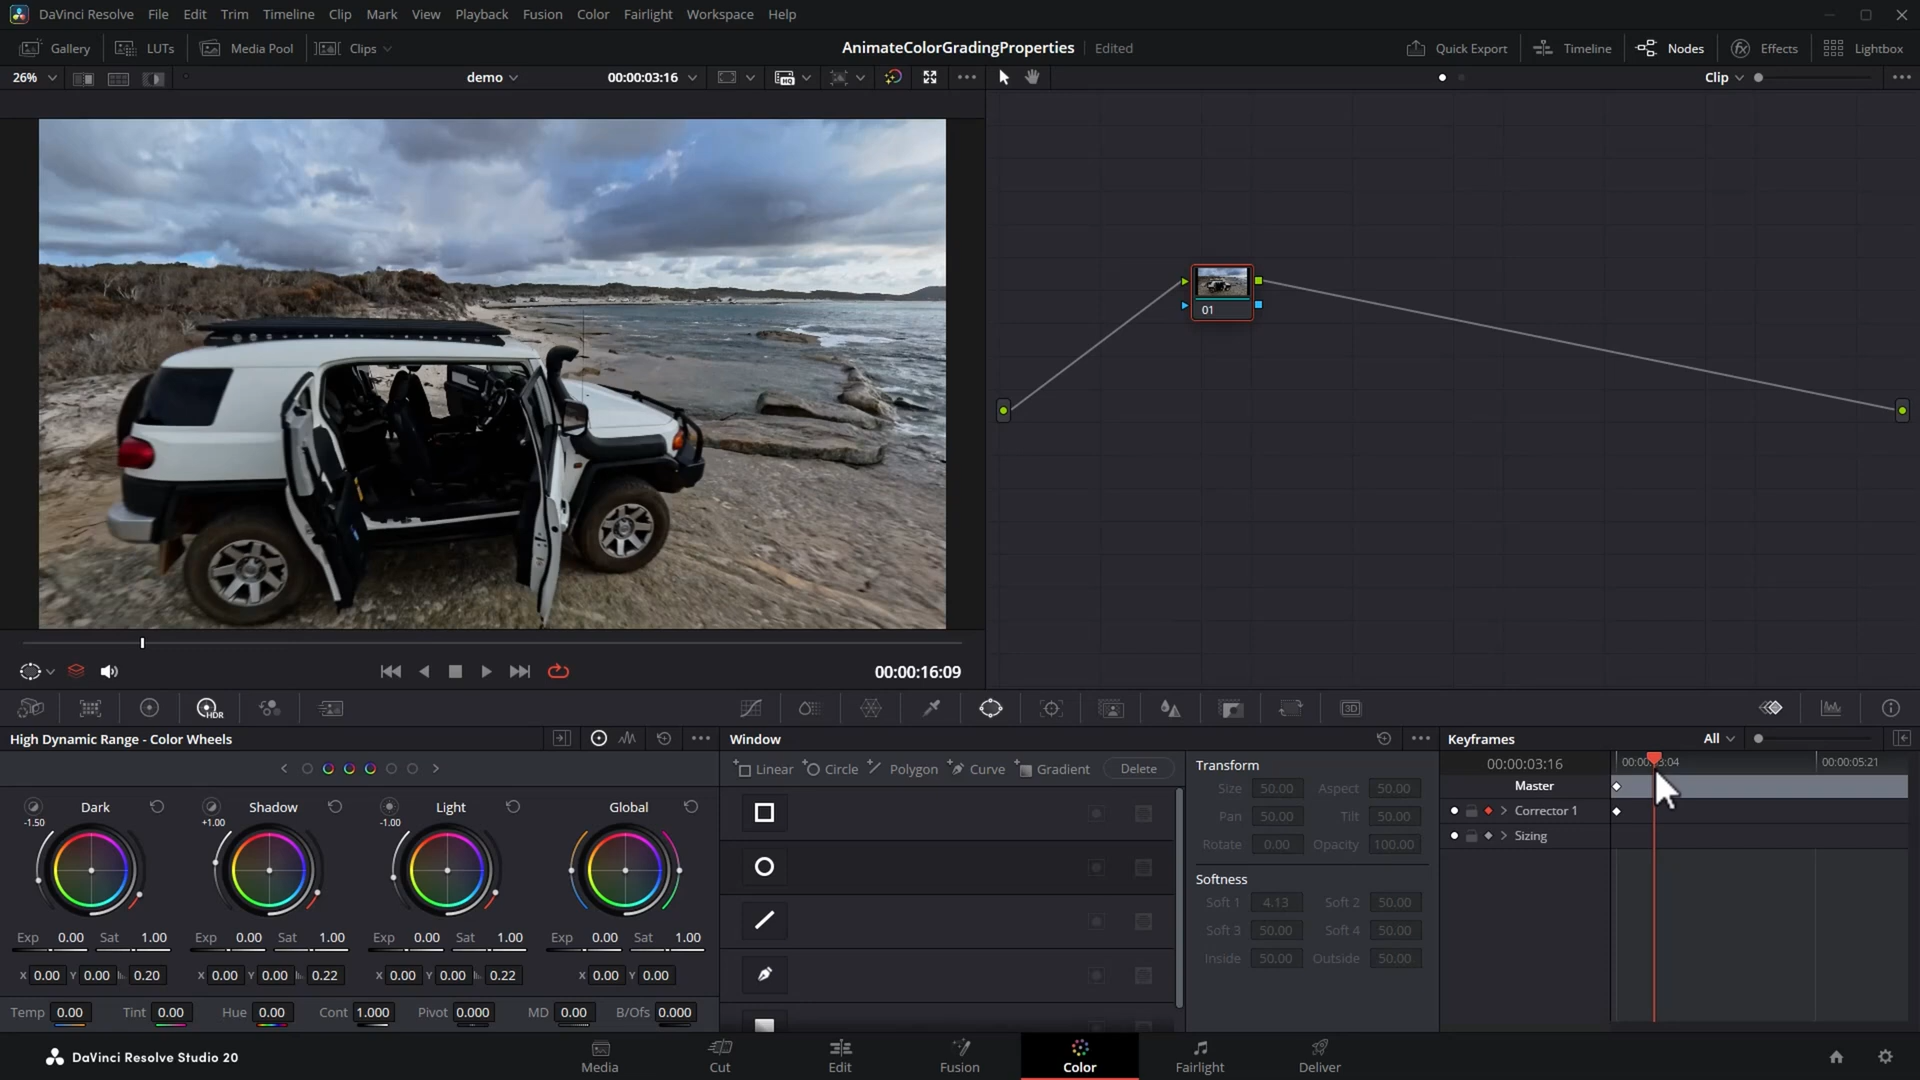 DaVinci Resolve File Edit Trim Timeline Clip Mark View Playback Fusion Color Fairlight Workspace Help
Gallery LUTs Media Pool Clips AnimateColorGradingProperties Edited Quick Export Timeline Nodes Effects Lightbox
26% demo 00:00:03:16 HQ Clip
01
00:00:16:09
HDR 3D
High Dynamic Range - Color Wheels Window Keyframes All
Linear Circle Polygon Curve Gradient Delete Transform 00:00:03:16 00:00:05:21
Size 50.00 Aspect 50.00 Master
Dark Shadow Light Global
-1.50 +1.00 -1.00
Pan 50.00 Tilt 50.00 Corrector 1
Rotate 0.00 Opacity 100.00 Sizing
Softness
Soft 1 4.13 Soft 2 50.00
Soft 3 50.00 Soft 4 50.00
Exp 0.00 Sat 1.00 Exp 0.00 Sat 1.00 Exp 0.00 Sat 1.00 Exp 0.00 Sat 1.00
Inside 50.00 Outside 50.00
X 0.00 Y 0.00 0.20 X 0.00 Y 0.00 0.22 X 0.00 Y 0.00 0.22 X 0.00 Y 0.00
Temp 0.00 Tint 0.00 Hue 0.00 Cont 1.000 Pivot 0.000 MD 0.00 B/Ofs 0.000
DaVinci Resolve Studio 20 Media Cut Edit Fusion Color Fairlight Deliver